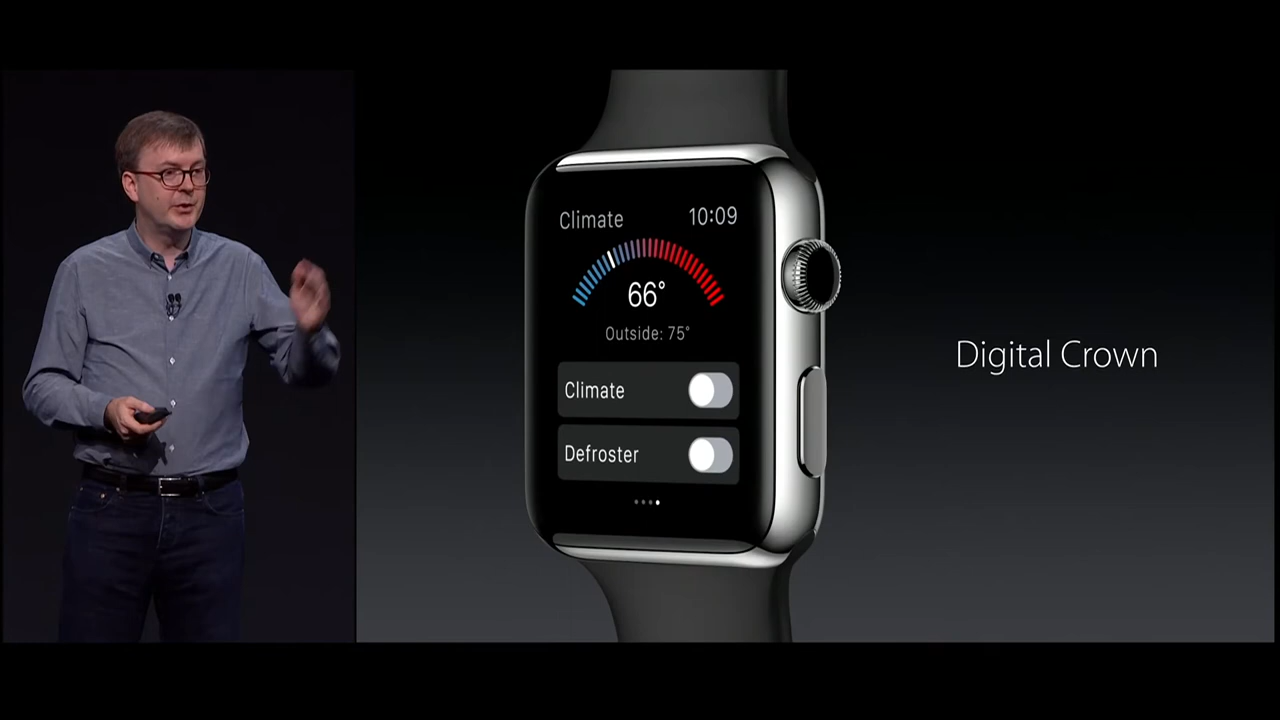 Climate
10:09
66°
Outside: 75°
Climate
Defroster
Digital Crown